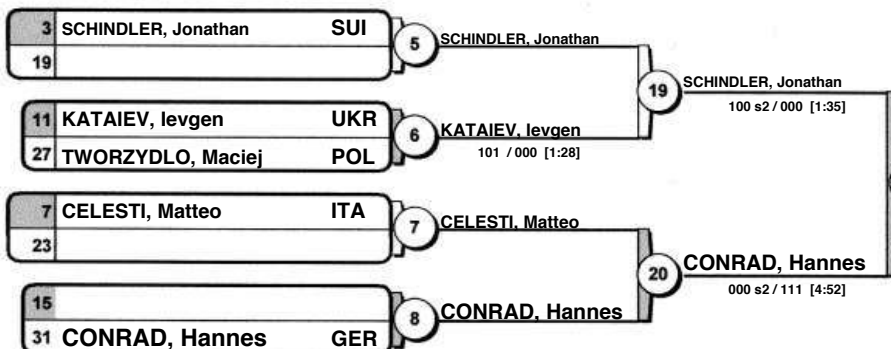 3 SCHINDLER, Jonathan SUI
19
5 SCHINDLER, Jonathan
11 KATAIEV, Ievgen UKR
27 TWORZYDLO, Maciej POL
6 KATAIEV, Ievgen
101 / 000 [1:28]
19 SCHINDLER, Jonathan
100 s2 / 000 [1:35]
7 CELESTI, Matteo ITA
23
7 CELESTI, Matteo
15
31 CONRAD, Hannes GER
8 CONRAD, Hannes
20 CONRAD, Hannes
000 s2 / 111 [4:52]